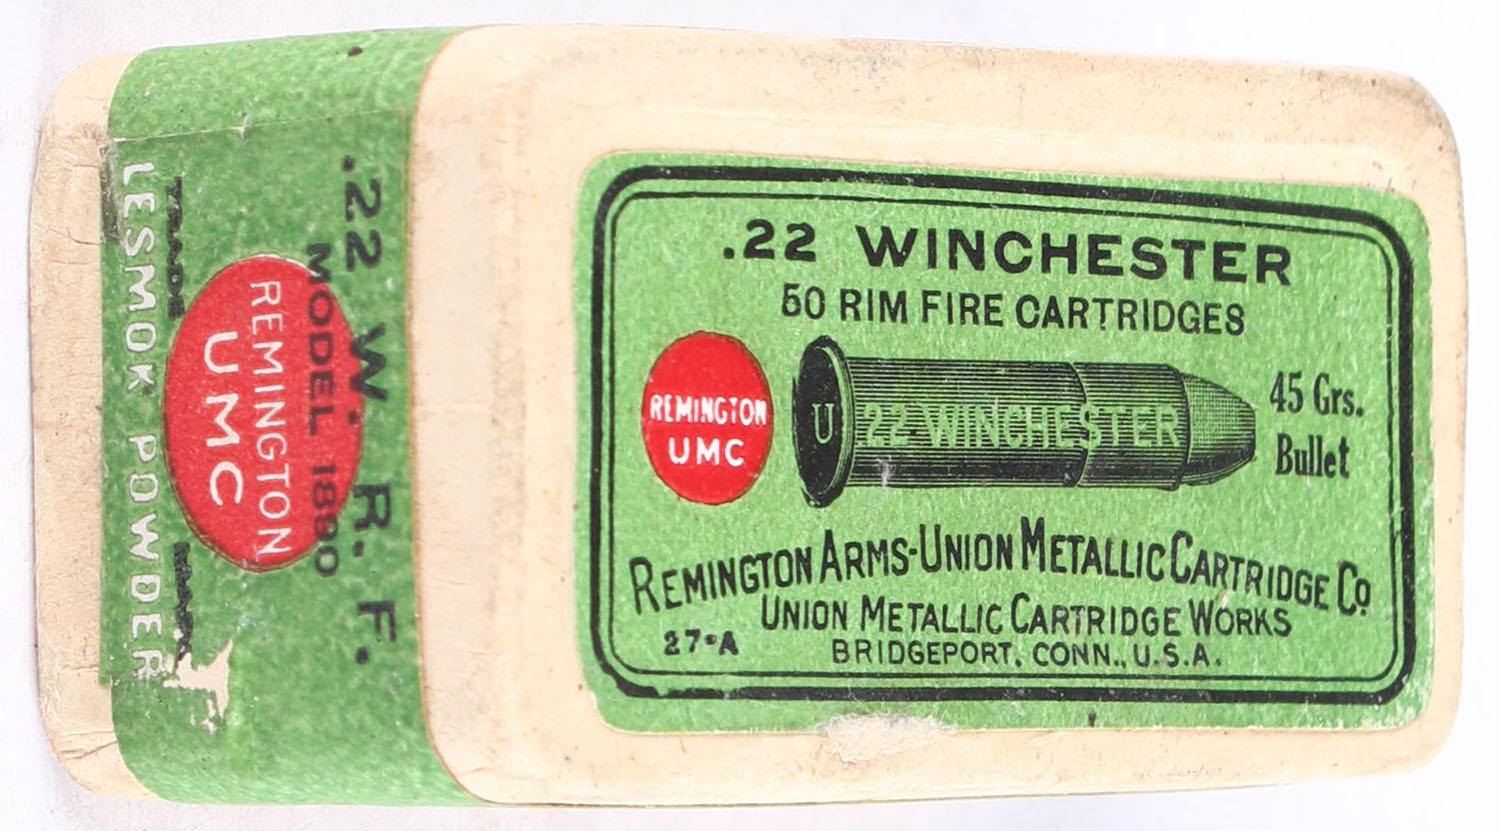 .22 WINCHESTER
50 RIM FIRE CARTRIDGES
REMINGTON
UMC
U
.22 WINCHESTER
45 Grs.
Bullet
REMINGTON ARMS-UNION METALLIC CARTRIDGE CO
UNION METALLIC CARTRIDGE WORKS
27-A
BRIDGEPORT, CONN., U.S.A.
.22 W. R. F.
MODEL 1890
REMINGTON
UMC
TRADE MARK
LESMOK POWDER